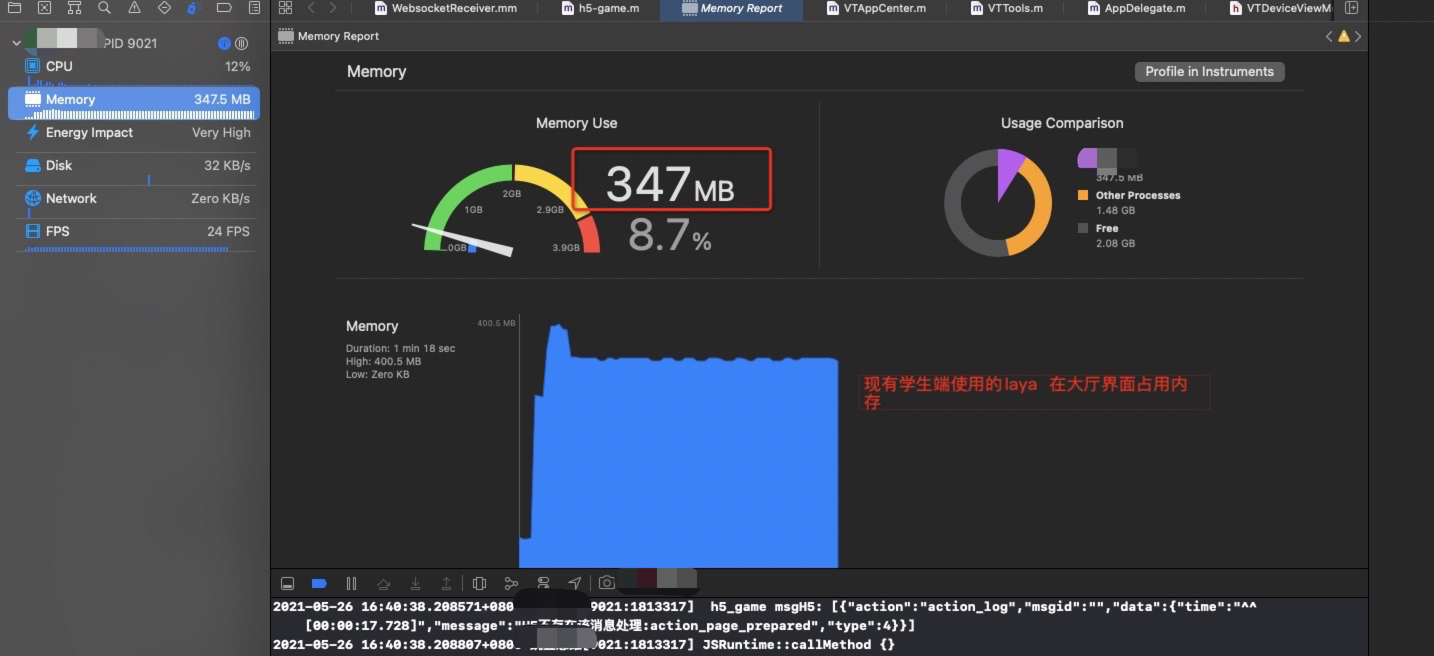 WebsocketReceiver.mm
h5-game.m
Memory Report
VTAppCenter.m
VTTools.m
AppDelegate.m
VTDeviceViewM
PID 9021
CPU 12%
Memory 347.5 MB
Energy Impact Very High
Disk 32 KB/s
Network Zero KB/s
FPS 24 FPS
Memory Report
Memory
Profile in Instruments
Memory Use
347 MB
8.7%
0GB
1GB
2GB
2.9GB
3.9GB
Usage Comparison
347.5 MB
Other Processes
1.48 GB
Free
2.08 GB
Memory
Duration: 1 min 18 sec
High: 400.5 MB
Low: Zero KB
400.5 MB
现有学生端使用的laya 在大厅界面占用内
存
2021-05-26 16:40:38.208571+080 9021:1813317] h5_game msgH5: [{"action":"action_log","msgid":"","data":{"time":"^^
[00:00:17.728]","message":"H5不存在该消息处理:action_page_prepared","type":4}}]
2021-05-26 16:40:38.208807+080 9021:1813317] JSRuntime::callMethod {}